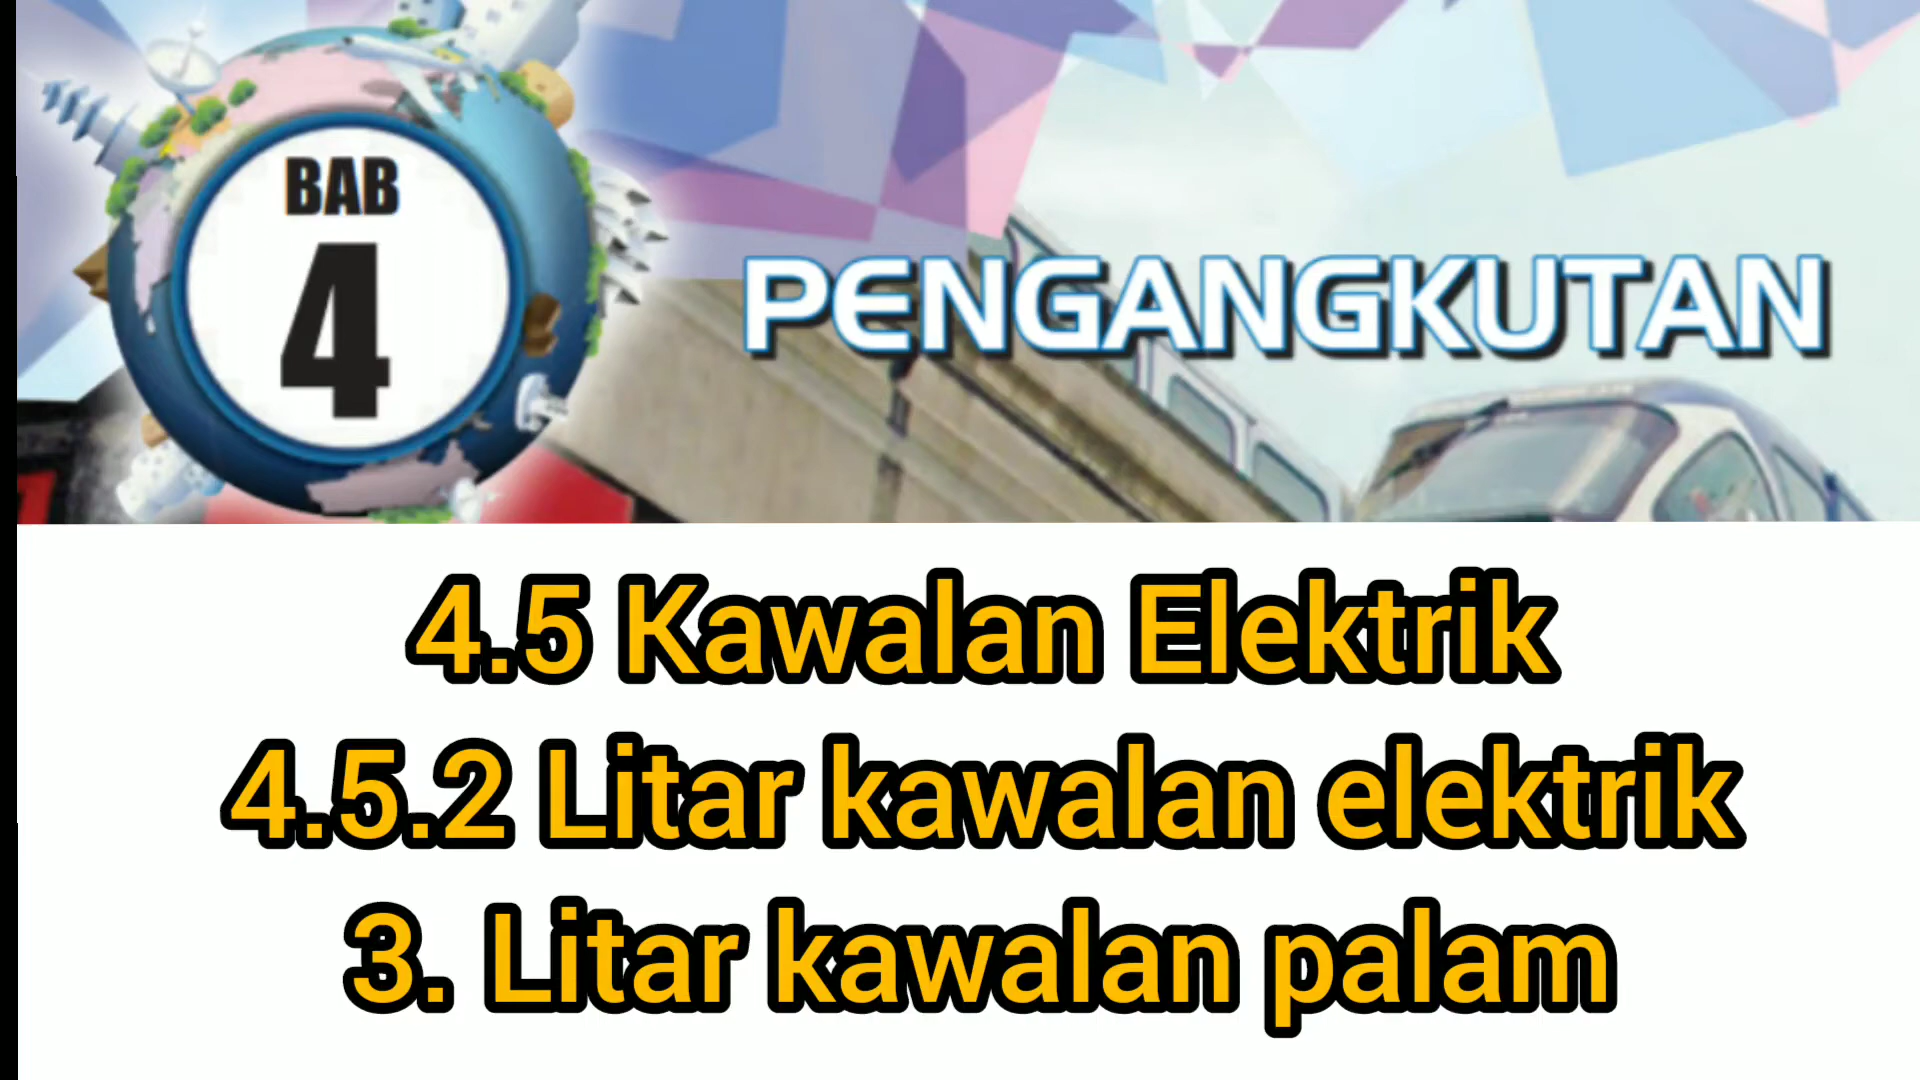 BAB
4
PENGANGKUTAN
4.5 Kawalan Elektrik
4.5.2 Litar kawalan elektrik
3. Litar kawalan palam